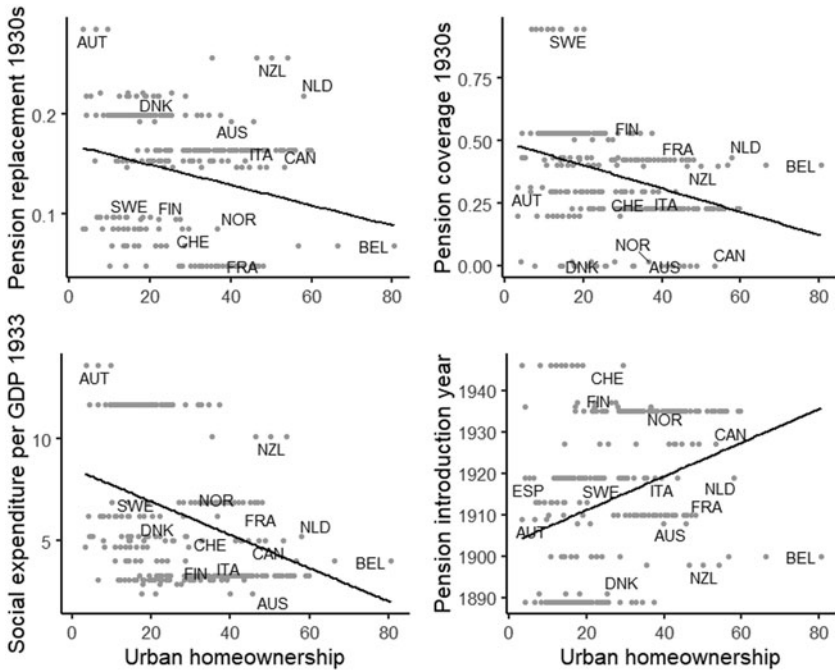 Pension replacement 1930s
0.2
0.1
AUT
NZL
NLD
DNK
AUS
ITA
CAN
SWE
FIN
NOR
CHE
BEL
FRA
0
20
40
60
80
Pension coverage 1930s
0.75
0.50
0.25
0.00
SWE
FIN
FRA
NLD
NZL
BEL
AUT
CHE
ITA
NOR
CAN
DNK
AUS
0
20
40
60
80
Social expenditure per GDP 1933
10
5
AUT
NZL
SWE
NOR
FRA
NLD
DNK
CHE
CAN
BEL
FIN
ITA
AUS
0
20
40
60
80
Urban homeownership
Pension introduction year
1940
1930
1920
1910
1900
1890
CHE
FIN
NOR
CAN
ESP
SWE
ITA
NLD
FRA
AUT
AUS
BEL
NZL
DNK
0
20
40
60
80
Urban homeownership